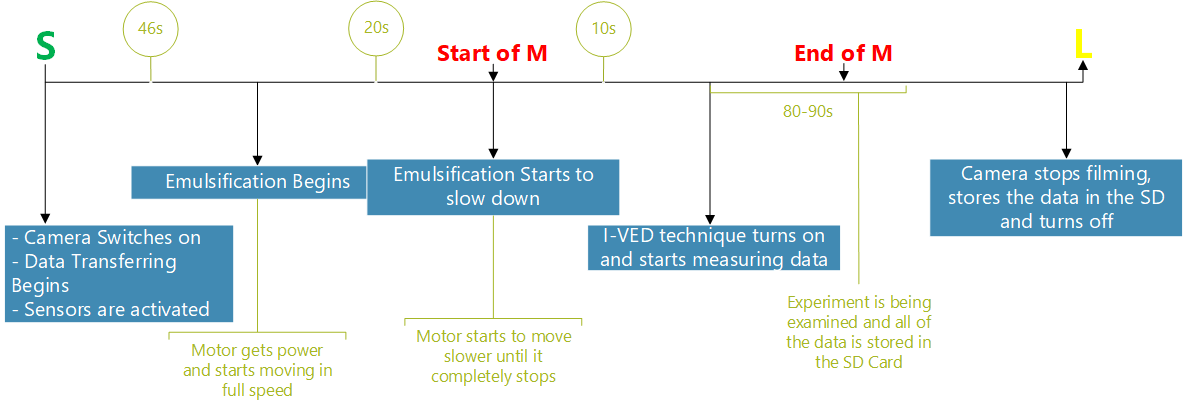 46s
20s
10s
S
Start of M
End of M
L
80-90s
Emulsification Begins
Emulsification Starts to
slow down
Camera stops filming,
stores the data in the SD
and turns off
- Camera Switches on
- Data Transferring
Begins
- Sensors are activated
I-VED technique turns on
and starts measuring data
Motor gets power
and starts moving in
full speed
Motor starts to move
slower until it
completely stops
Experiment is being
examined and all of
the data is stored in
the SD Card